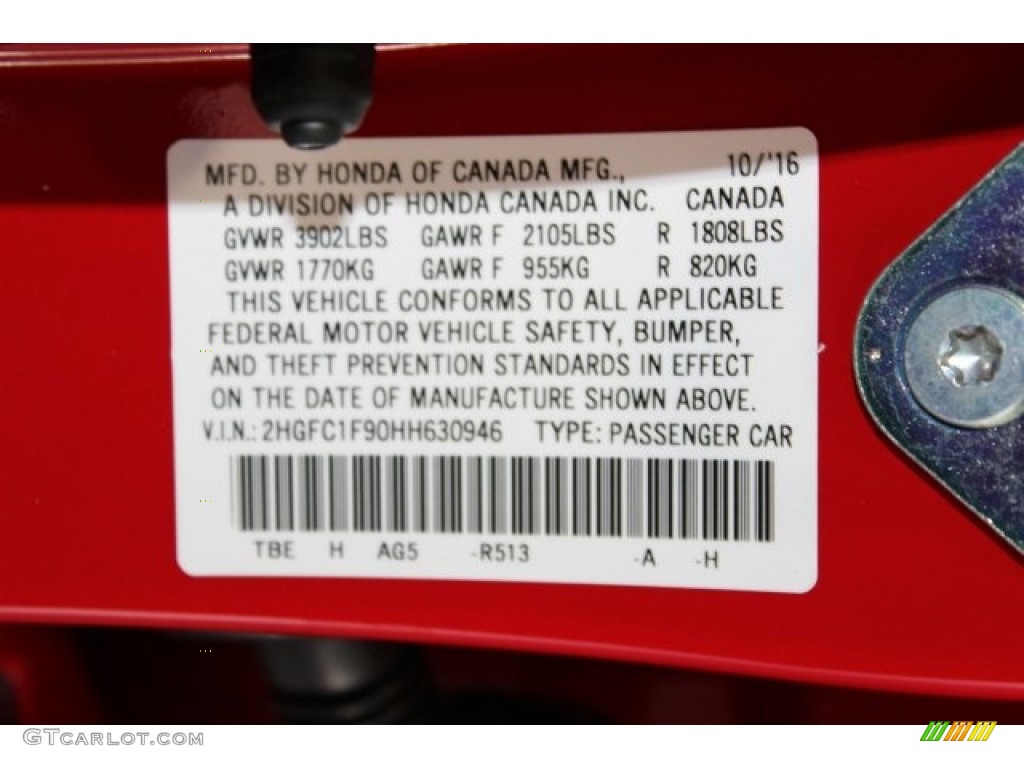 MFD. BY HONDA OF CANADA MFG., 10/'16
A DIVISION OF HONDA CANADA INC. CANADA
GVWR 3902LBS GAWR F 2105LBS R 1808LBS
GVWR 1770KG GAWR F 955KG R 820KG
THIS VEHICLE CONFORMS TO ALL APPLICABLE
FEDERAL MOTOR VEHICLE SAFETY, BUMPER,
AND THEFT PREVENTION STANDARDS IN EFFECT
ON THE DATE OF MANUFACTURE SHOWN ABOVE.
V.I.N.: 2HGFC1F90HH630946 TYPE: PASSENGER CAR
TBE H AG5 -R513 -A -H
GTCARLOT.COM